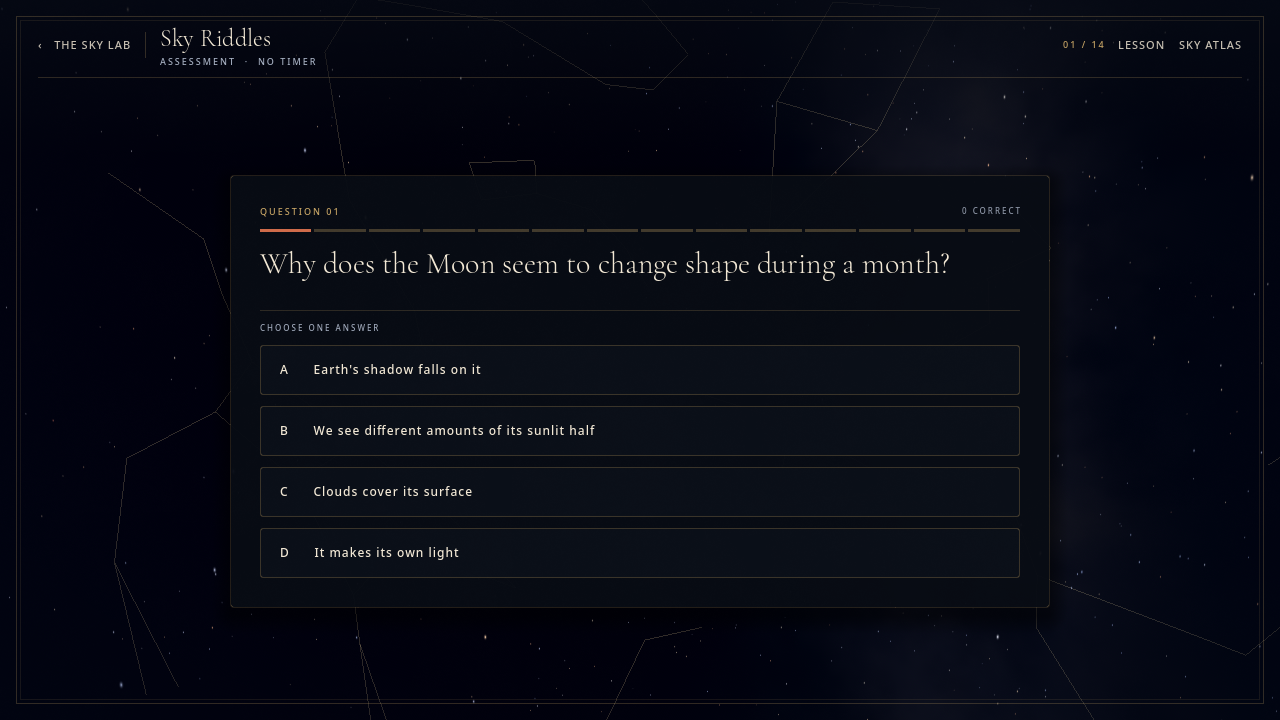 ‹ THE SKY LAB
Sky Riddles
ASSESSMENT · NO TIMER
01 / 14 LESSON SKY ATLAS
QUESTION 01
0 CORRECT
Why does the Moon seem to change shape during a month?
CHOOSE ONE ANSWER
A Earth's shadow falls on it
B We see different amounts of its sunlit half
C Clouds cover its surface
D It makes its own light